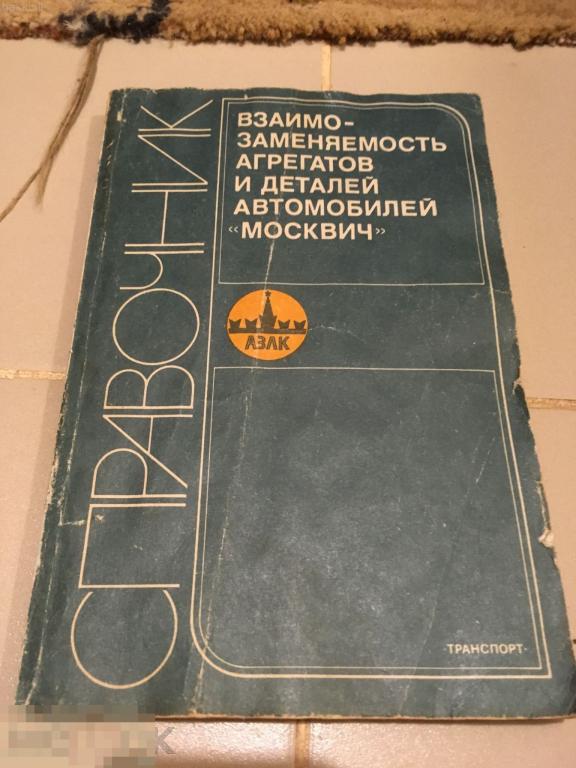 СПРАВОЧНИК
ВЗАИМО-
ЗАМЕНЯЕМОСТЬ
АГРЕГАТОВ
И ДЕТАЛЕЙ
АВТОМОБИЛЕЙ
«МОСКВИЧ»
АЗЛК
·ТРАНСПОРТ·